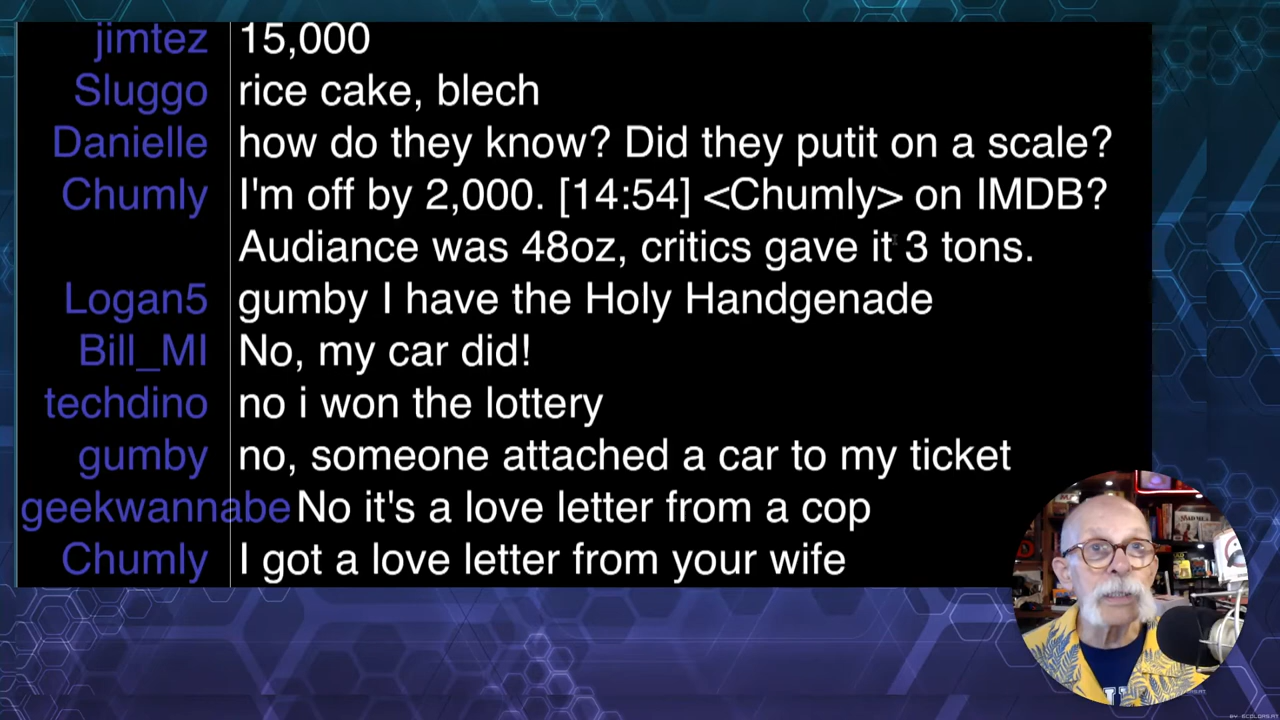 jimtez 15,000
Sluggo rice cake, blech
Danielle how do they know? Did they putit on a scale?
Chumly I'm off by 2,000. [14:54] <Chumly> on IMDB?
Audiance was 48oz, critics gave it 3 tons.
Logan5 gumby I have the Holy Handgenade
Bill_MI No, my car did!
techdino no i won the lottery
gumby no, someone attached a car to my ticket
geekwannabe No it's a love letter from a cop
Chumly I got a love letter from your wife